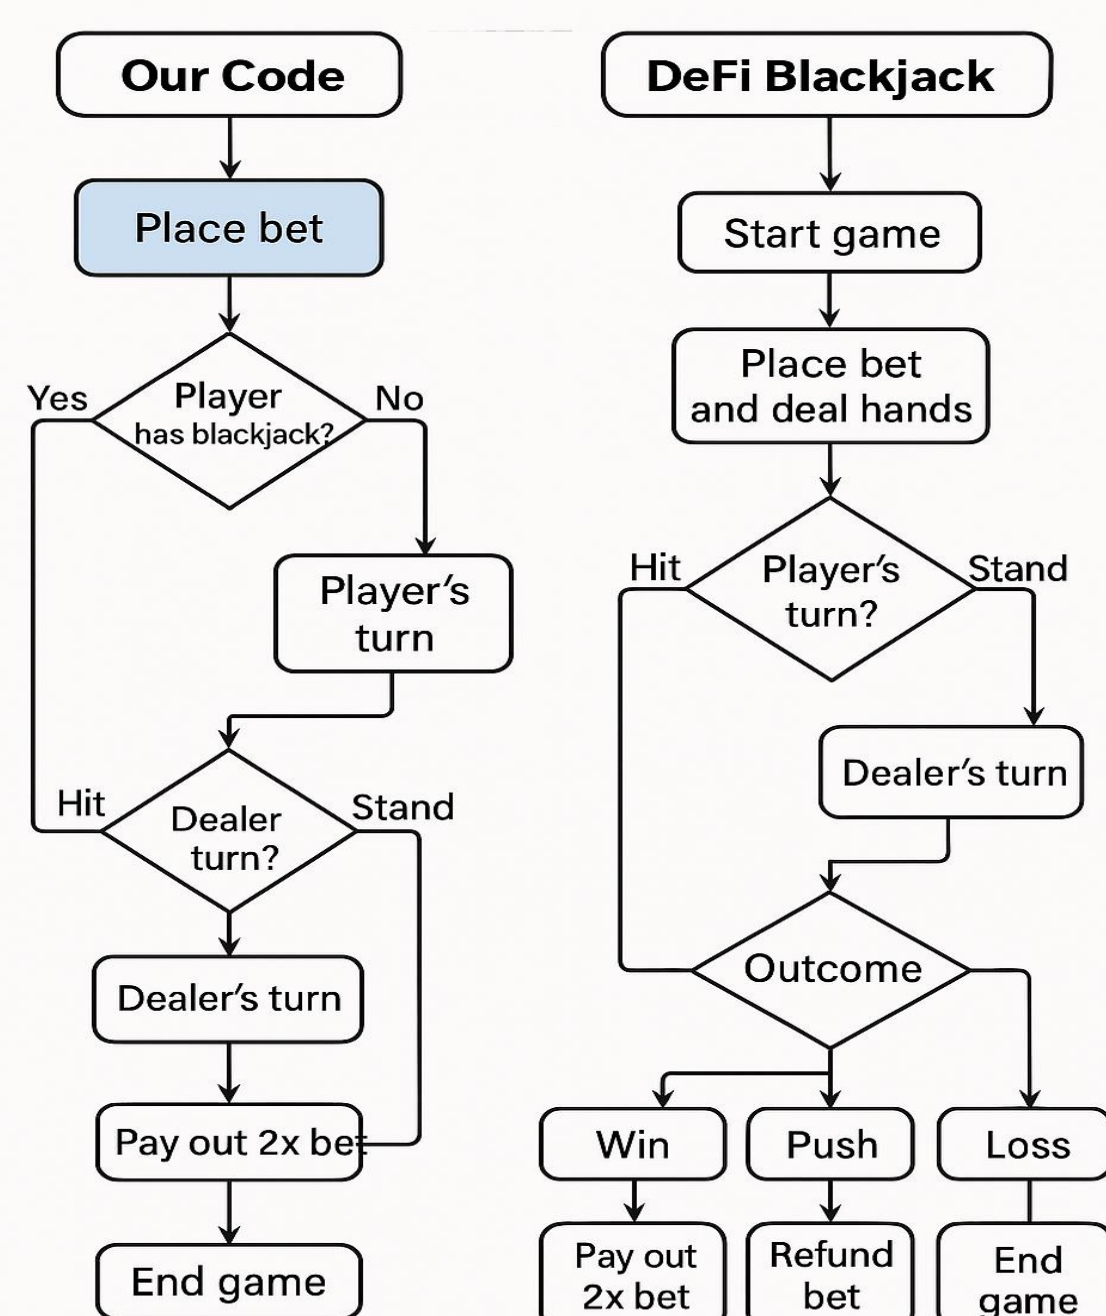 Our Code
Place bet
Yes
Player
has blackjack?
No
Player's
turn
Hit
Dealer
turn?
Stand
Dealer's turn
Pay out 2x bet
End game
DeFi Blackjack
Start game
Place bet
and deal hands
Hit
Player's
turn?
Stand
Dealer's turn
Outcome
Win
Push
Loss
Pay out
2x bet
Refund
bet
End
game